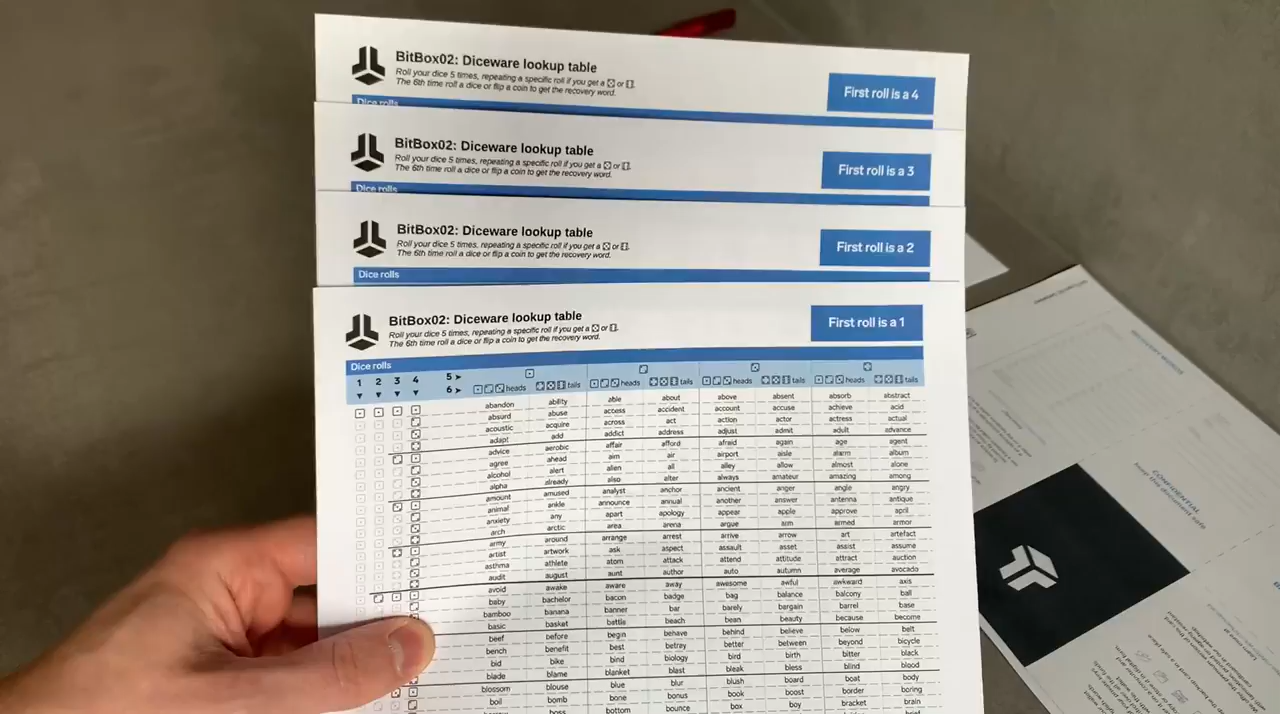 BitBox02: Diceware lookup table
Roll your dice 5 times, repeating a specific roll if you get a ⚄ or ⚅.
The 6th time roll a dice or flip a coin to get the recovery word.
First roll is a 4
Dice rolls
BitBox02: Diceware lookup table
Roll your dice 5 times, repeating a specific roll if you get a ⚄ or ⚅.
The 6th time roll a dice or flip a coin to get the recovery word.
First roll is a 3
Dice rolls
BitBox02: Diceware lookup table
Roll your dice 5 times, repeating a specific roll if you get a ⚄ or ⚅.
The 6th time roll a dice or flip a coin to get the recovery word.
First roll is a 2
Dice rolls
BitBox02: Diceware lookup table
Roll your dice 5 times, repeating a specific roll if you get a ⚄ or ⚅.
The 6th time roll a dice or flip a coin to get the recovery word.
First roll is a 1
Dice rolls
1 2 3 4 5 ➤ ⚀ ⚁ ⚂ ⚃
▼ ▼ ▼ ▼ 6 ➤ ⚀⚁⚂ heads ⚃⚄⚅ tails ⚀⚁⚂ heads ⚃⚄⚅ tails ⚀⚁⚂ heads ⚃⚄⚅ tails ⚀⚁⚂ heads ⚃⚄⚅ tails
abandon ability able about above absent absorb abstract
absurd abuse access accident account accuse achieve acid
acoustic acquire across act action actor actress actual
adapt add addict address adjust admit adult advance
advice aerobic affair afford afraid again age agent
agree ahead aim air airport aisle alarm album
alcohol alert alien all alley allow almost alone
alpha already also alter always amateur amazing among
amount amused analyst anchor ancient anger angle angry
animal ankle announce annual another answer antenna antique
anxiety any apart apology appear apple approve april
arch arctic area arena argue arm armed armor
army around arrange arrest arrive arrow art artefact
artist artwork ask aspect assault asset assist assume
asthma athlete atom attack attend attitude attract auction
audit august aunt author auto autumn average avocado
avoid awake aware away awesome awful awkward axis
baby bachelor bacon badge bag balance balcony ball
bamboo banana banner bar barely bargain barrel base
basic basket battle beach bean beauty because become
beef before begin behave behind believe below belt
bench benefit best betray better between beyond bicycle
bid bike bind biology bird birth bitter black
blade blame blanket blast bleak bless blind blood
blossom blouse blue blur blush board boat body
boil bomb bone bonus book boost border boring
boss bottom bounce box boy bracket brain
CONFIDENTIAL
keep this document safe